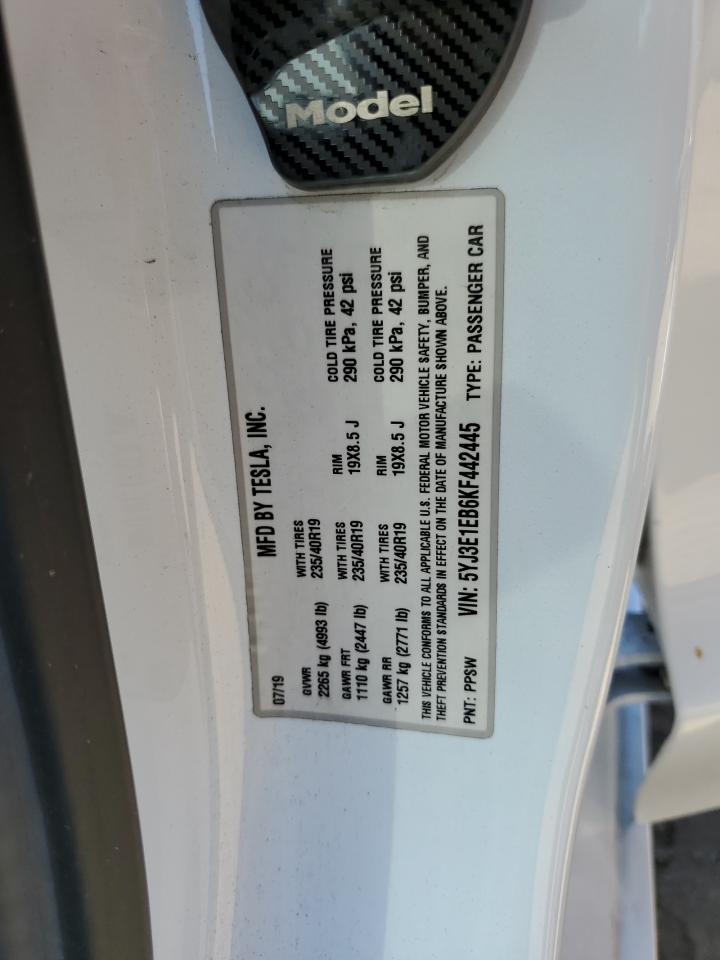 Model
MFD BY TESLA, INC.
07/19
GVWR WITH TIRES
2265 kg (4993 lb) 235/40R19
GAWR FRT WITH TIRES RIM COLD TIRE PRESSURE
1110 kg (2447 lb) 235/40R19 19X8.5 J 290 kPa, 42 psi
GAWR RR WITH TIRES RIM COLD TIRE PRESSURE
1257 kg (2771 lb) 235/40R19 19X8.5 J 290 kPa, 42 psi
THIS VEHICLE CONFORMS TO ALL APPLICABLE U.S. FEDERAL MOTOR VEHICLE SAFETY, BUMPER, AND
THEFT PREVENTION STANDARDS IN EFFECT ON THE DATE OF MANUFACTURE SHOWN ABOVE.
PNT: PPSW VIN: 5YJ3E1EB6KF442445 TYPE: PASSENGER CAR